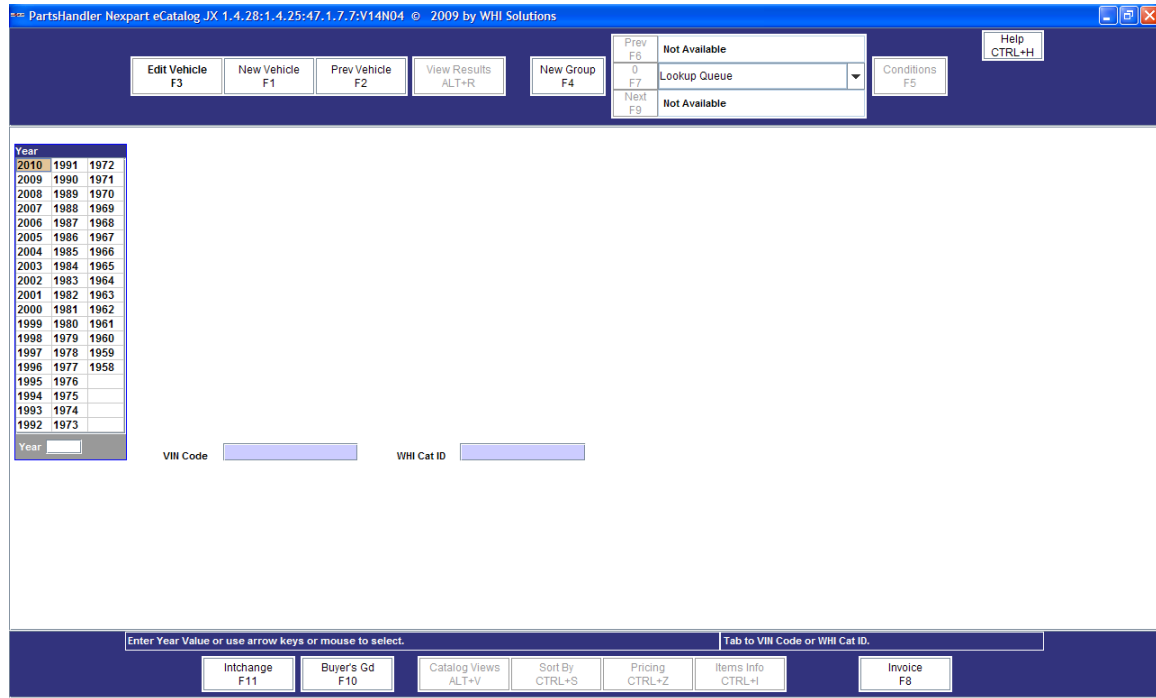 PartsHandler Nexpart eCatalog JX 1.4.28:1.4.25:47.1.7.7:V14N04 © 2009 by WHI Solutions
Help
CTRL+H
Edit Vehicle
F3
New Vehicle
F1
Prev Vehicle
F2
View Results
ALT+R
New Group
F4
Prev
F6
Not Available
0
F7
Lookup Queue
Next
F9
Not Available
Conditions
F5
Year
2010 1991 1972
2009 1990 1971
2008 1989 1970
2007 1988 1969
2006 1987 1968
2005 1986 1967
2004 1985 1966
2003 1984 1965
2002 1983 1964
2001 1982 1963
2000 1981 1962
1999 1980 1961
1998 1979 1960
1997 1978 1959
1996 1977 1958
1995 1976
1994 1975
1993 1974
1992 1973
Year
VIN Code
WHI Cat ID
Enter Year Value or use arrow keys or mouse to select.
Tab to VIN Code or WHI Cat ID.
Intchange
F11
Buyer's Gd
F10
Catalog Views
ALT+V
Sort By
CTRL+S
Pricing
CTRL+Z
Items Info
CTRL+I
Invoice
F8